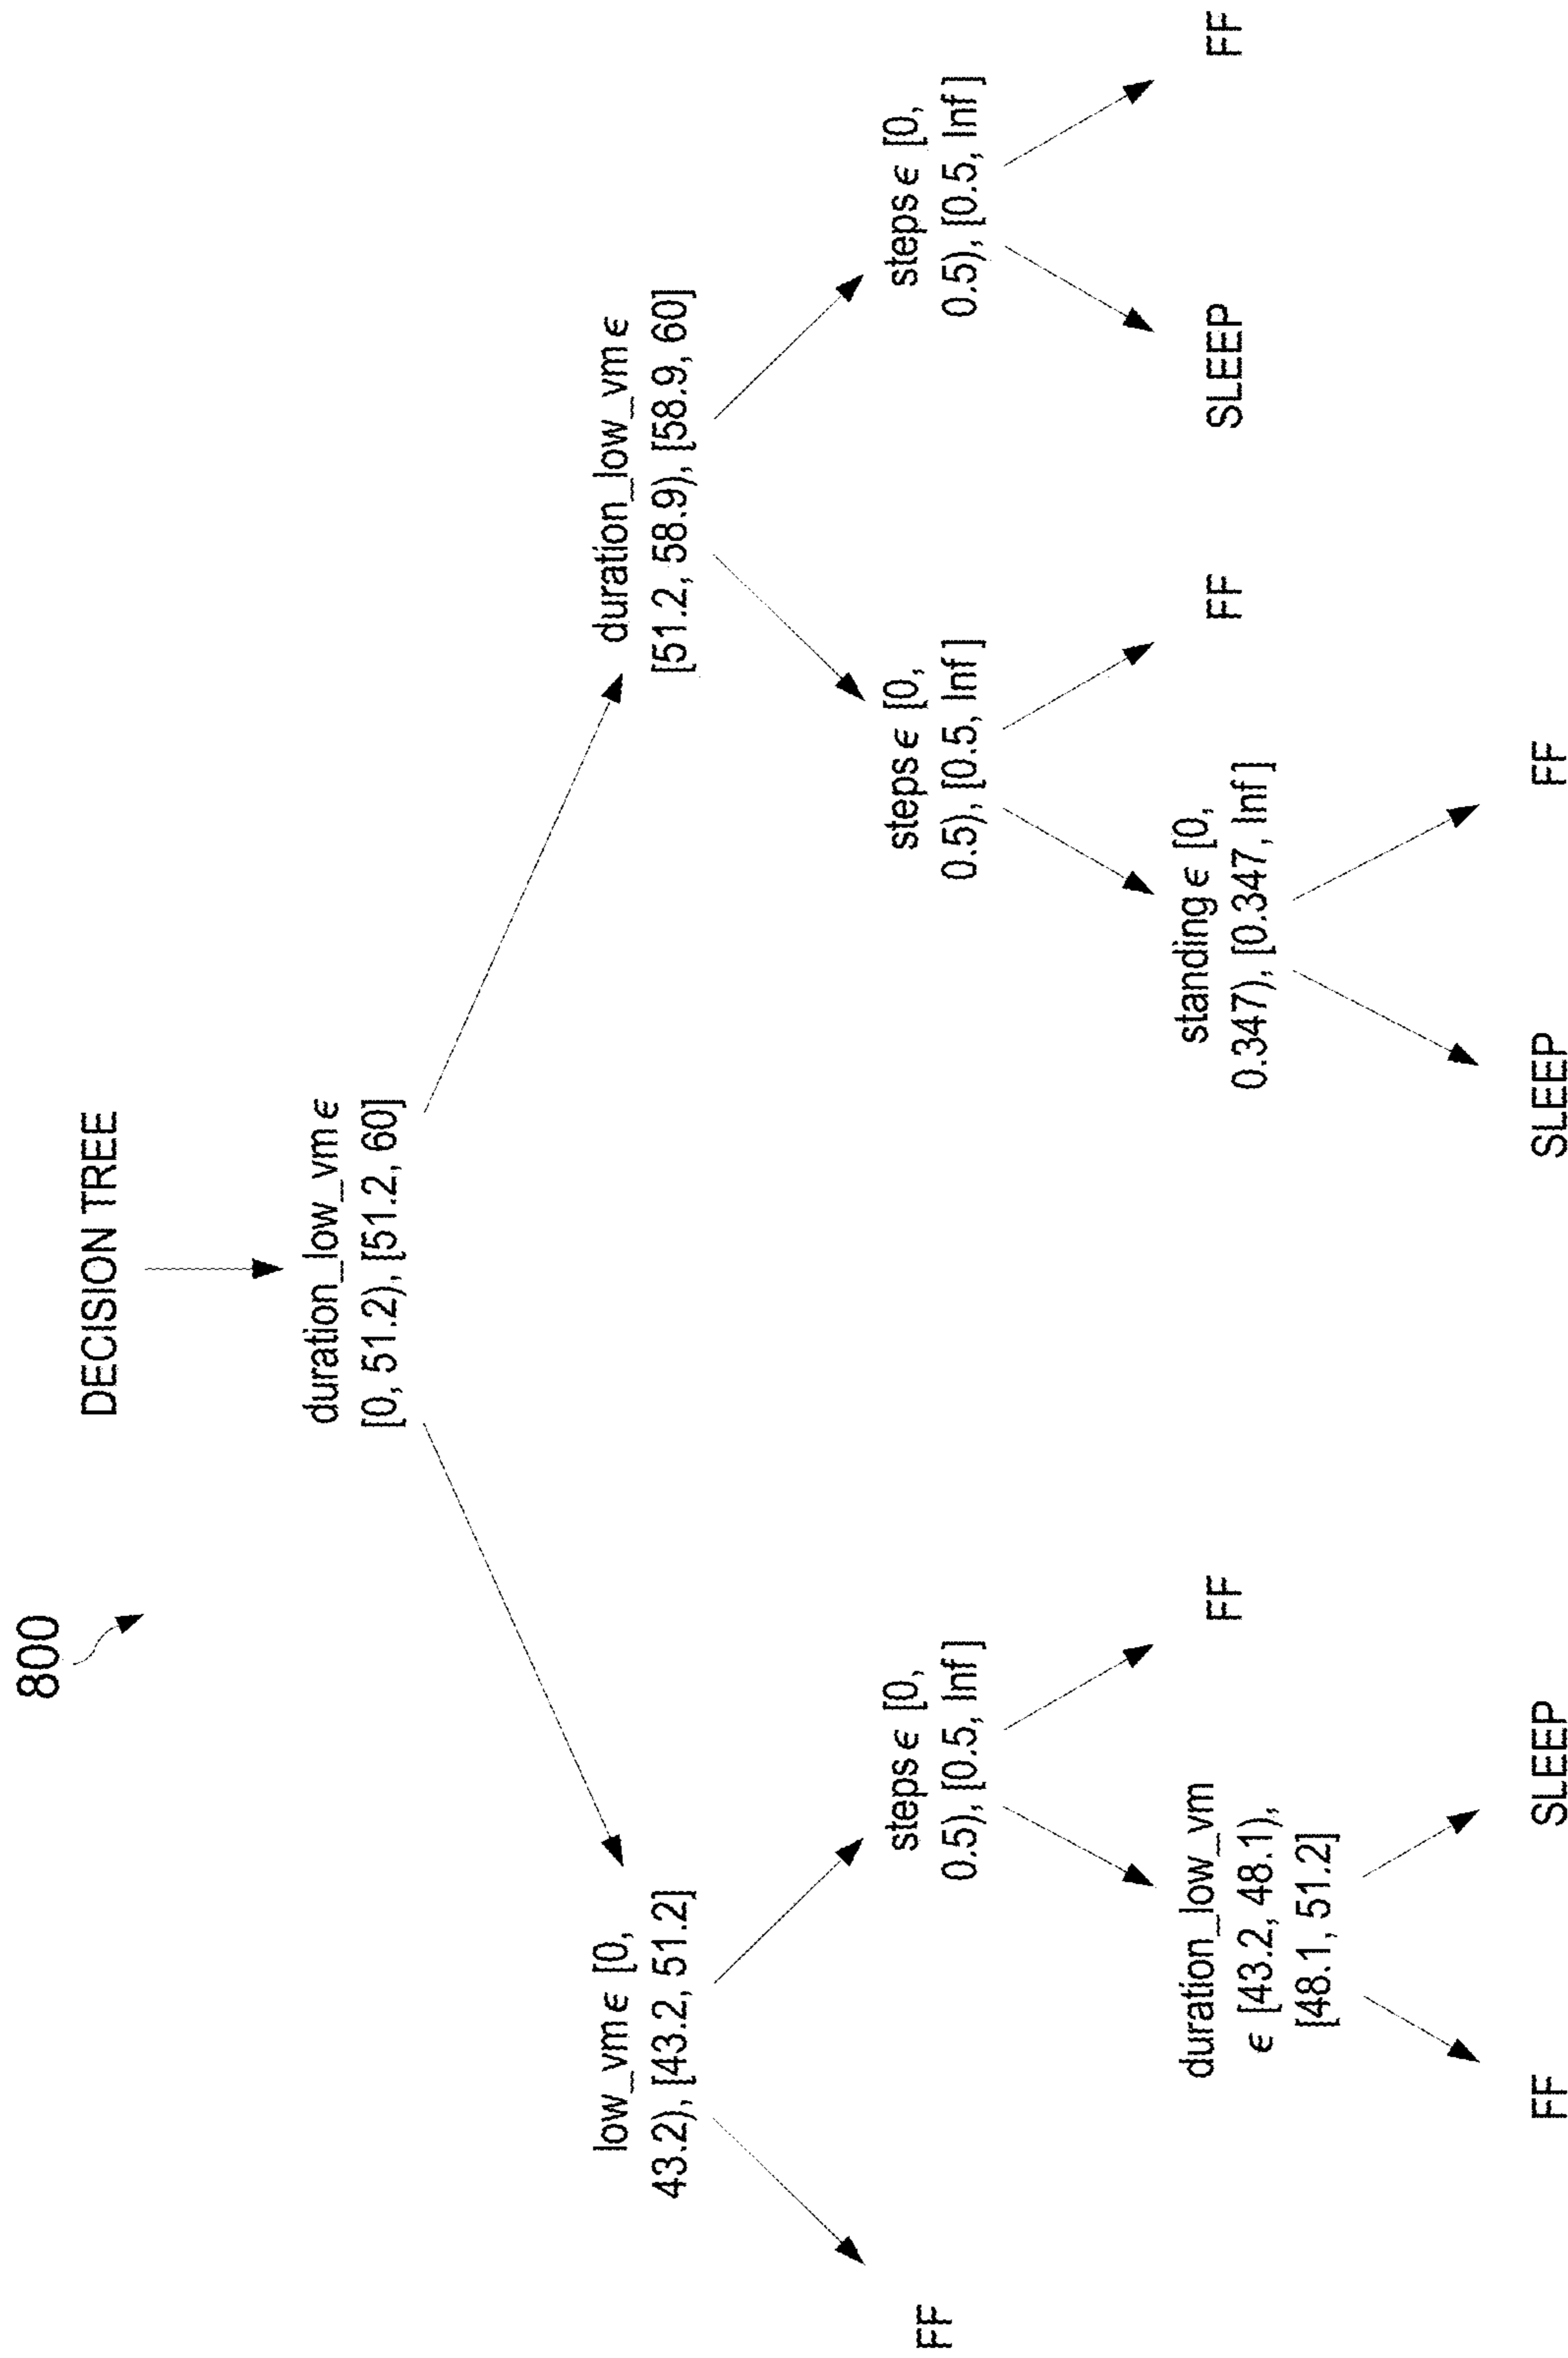 800
DECISION TREE
duration_low_vm ϵ
[0, 51.2), [51.2, 60]
low_vm ϵ [0,
43.2), [43.2, 51.2]
duration_low_vm ϵ
[51.2, 58.9), [58.9, 60]
FF
steps ϵ [0,
0.5), [0.5, Inf]
steps ϵ [0,
0.5), [0.5, Inf]
steps ϵ [0,
0.5), [0.5, Inf]
duration_low_vm
ϵ [43.2, 48.1),
[48.1, 51.2]
FF
standing ϵ [0,
0.347), [0.347, Inf]
FF
SLEEP
FF
FF
SLEEP
SLEEP
FF